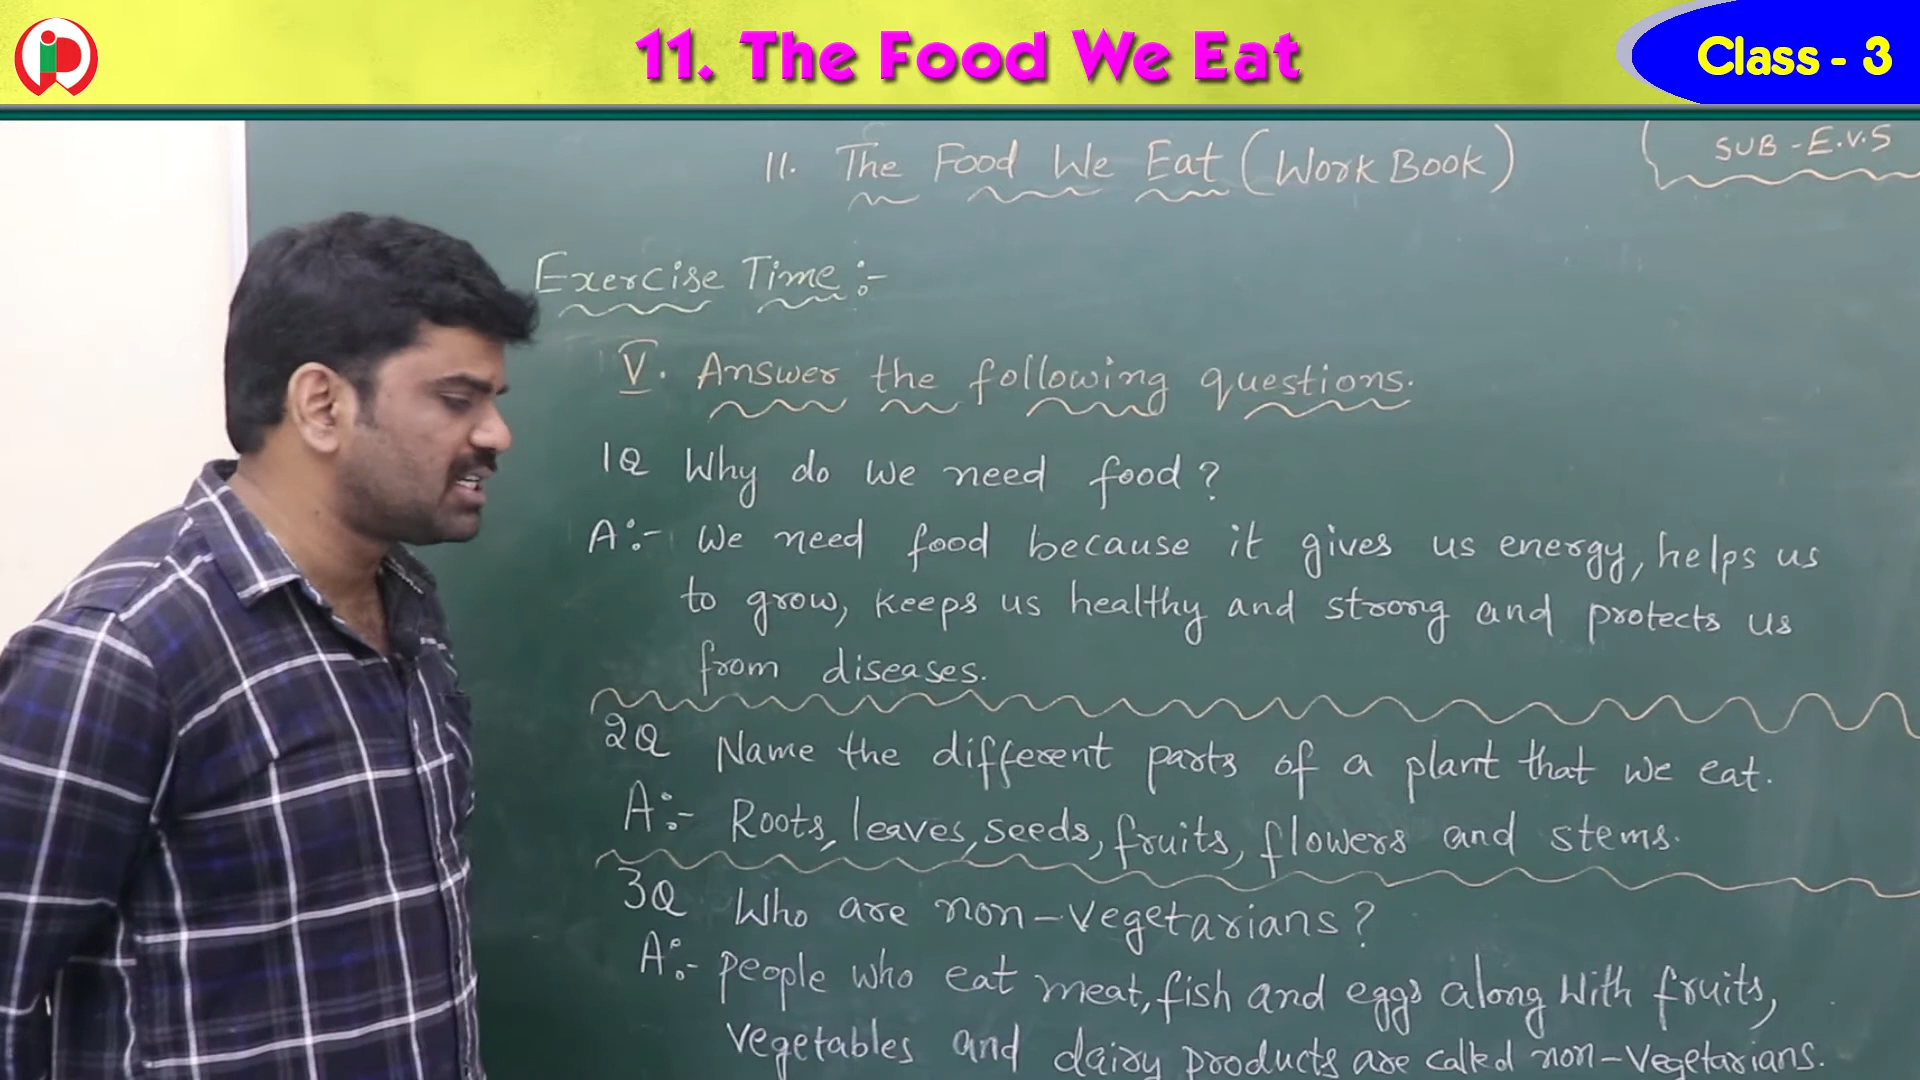 11. The Food We Eat
Class - 3
11. The Food We Eat (Work Book)
SUB - E.V.S
Exercise Time :-
V. Answer the following questions.
1Q Why do we need food?
A:- We need food because it gives us energy, helps us
to grow, keeps us healthy and strong and protects us
from diseases.
2Q Name the different parts of a plant that we eat.
A:- Roots, leaves, seeds, fruits, flowers and stems.
3Q Who are non-vegetarians?
A:- people who eat meat, fish and eggs along with fruits,
vegetables and dairy products are called non-vegetarians.